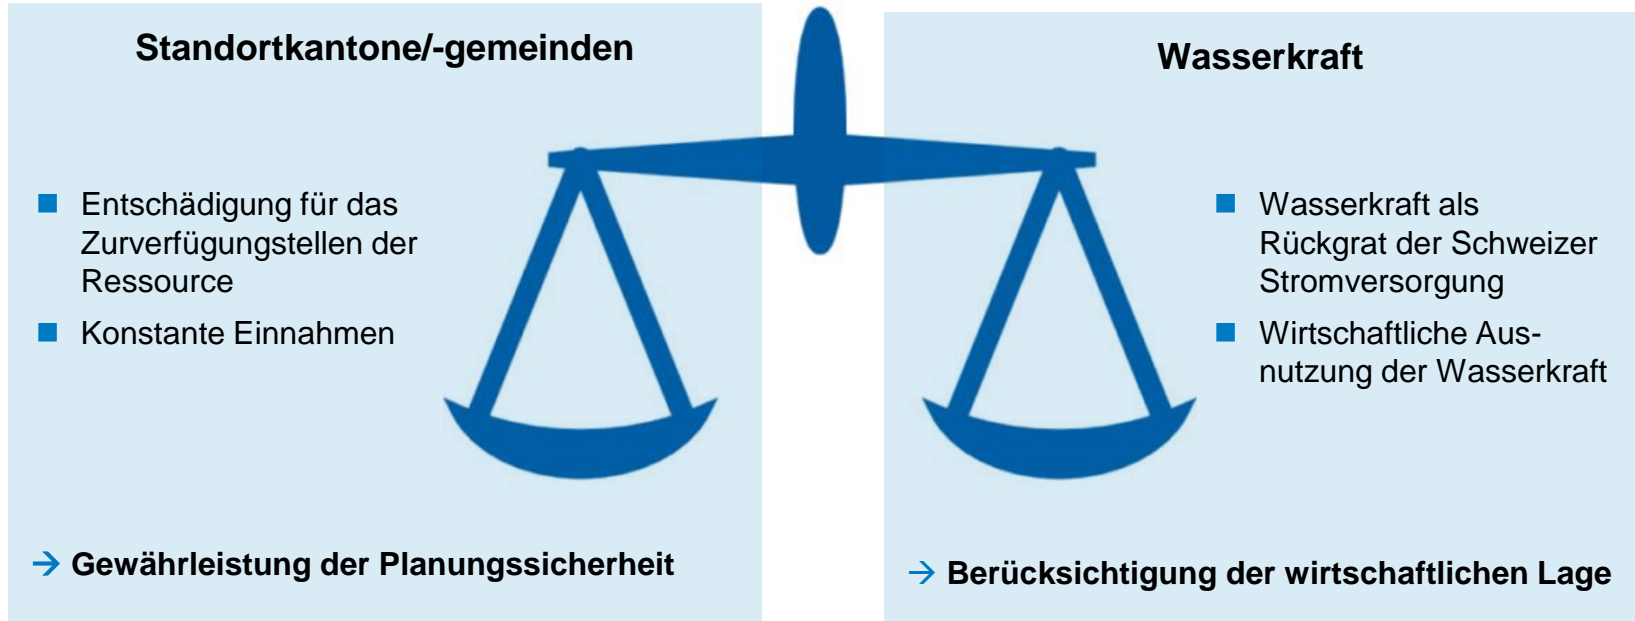 Standortkantone/-gemeinden
Entschädigung für das
Zurverfügungstellen der
Ressource
Konstante Einnahmen
→ Gewährleistung der Planungssicherheit
Wasserkraft
Wasserkraft als
Rückgrat der Schweizer
Stromversorgung
Wirtschaftliche Aus-
nutzung der Wasserkraft
→ Berücksichtigung der wirtschaftlichen Lage